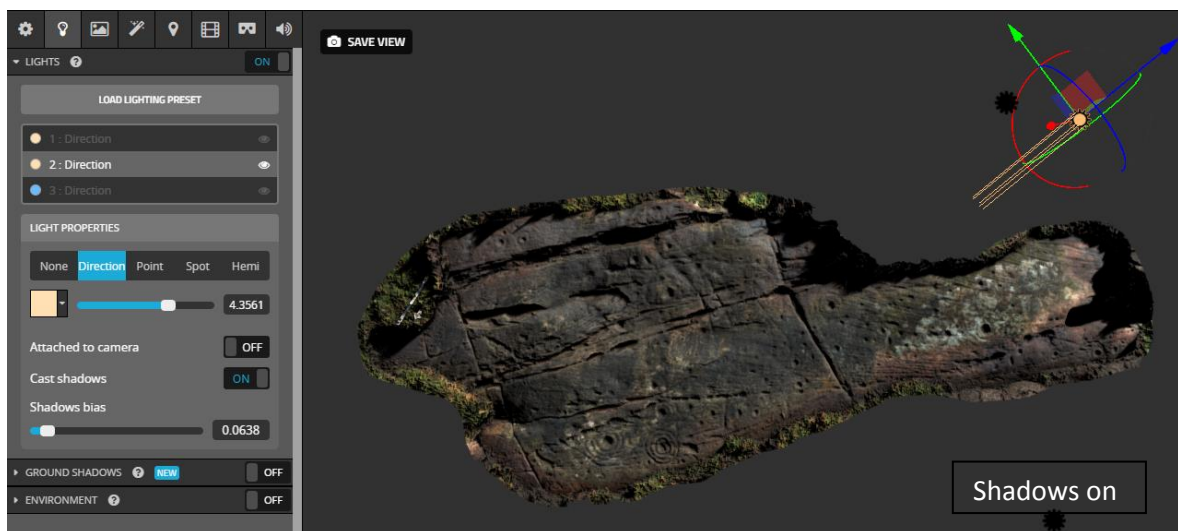 SAVE VIEW
LIGHTS ? ON
LOAD LIGHTING PRESET
1 : Direction
2 : Direction
3 : Direction
LIGHT PROPERTIES
None Direction Point Spot Hemi
4.3561
Attached to camera OFF
Cast shadows ON
Shadows bias
0.0638
GROUND SHADOWS ? NEW OFF
ENVIRONMENT ? OFF
Shadows on